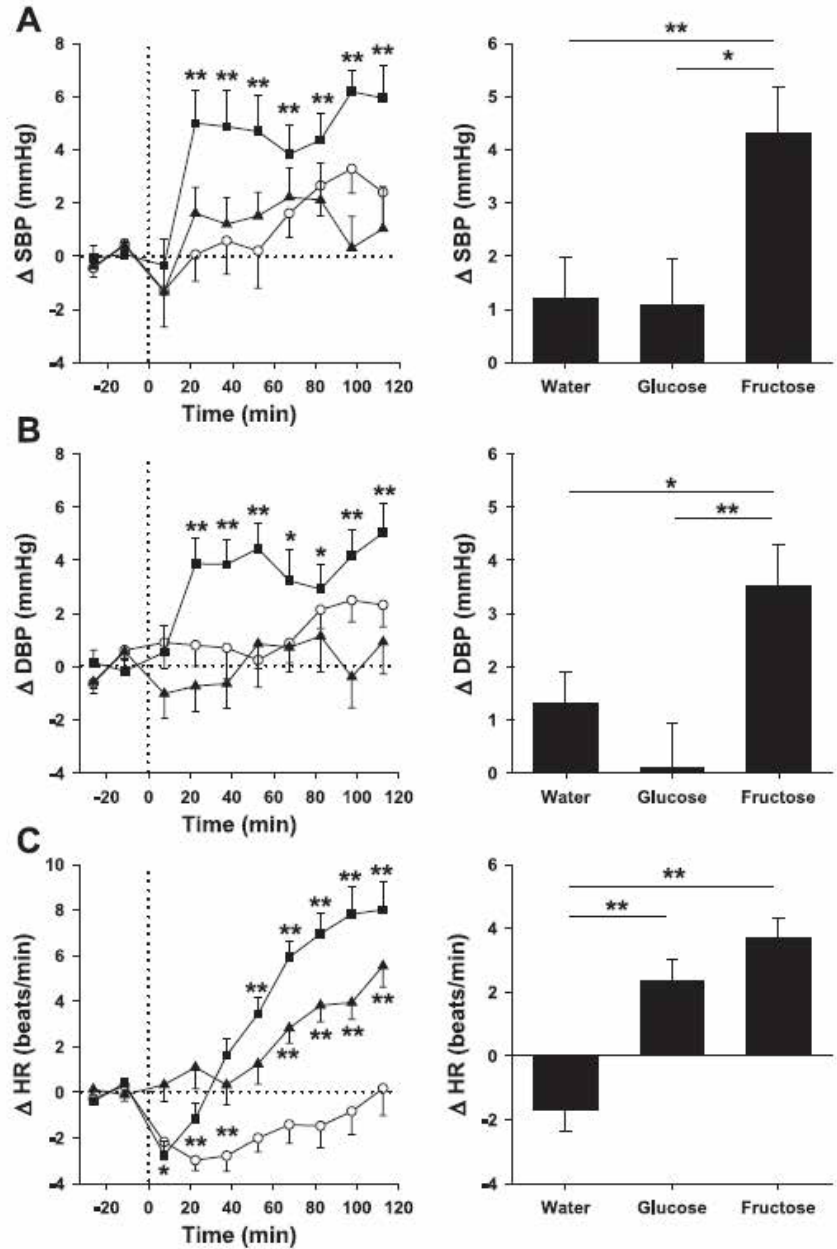 A
8
6
4
2
0
-2
-4
Δ SBP (mmHg)
** ** ** ** ** ** **
-20 0 20 40 60 80 100 120
Time (min)
6
5
4
3
2
1
0
Δ SBP (mmHg)
**
*
Water Glucose Fructose
B
8
6
4
2
0
-2
-4
Δ DBP (mmHg)
** ** ** * * ** **
-20 0 20 40 60 80 100 120
Time (min)
6
5
4
3
2
1
0
Δ DBP (mmHg)
*
**
Water Glucose Fructose
C
10
8
6
4
2
0
-2
-4
Δ HR (beats/min)
** ** ** ** **
** ** ** **
* ** **
-20 0 20 40 60 80 100 120
Time (min)
6
4
2
0
-2
-4
Δ HR (beats/min)
**
**
Water Glucose Fructose